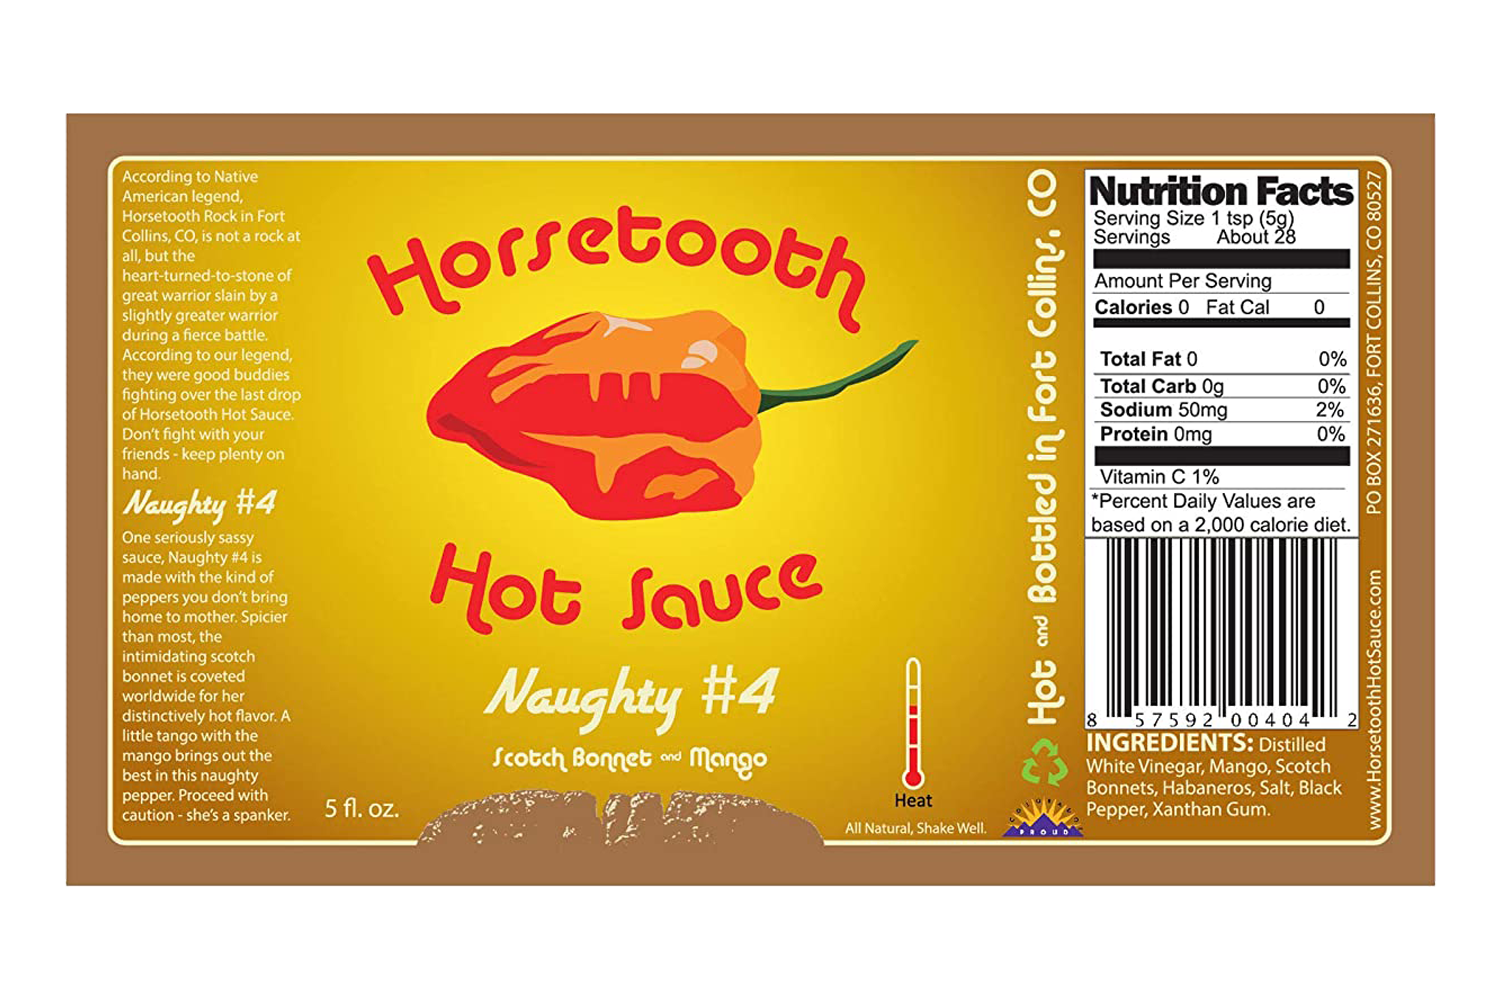 According to Native
American legend,
Horsetooth Rock in Fort
Collins, CO, is not a rock at
all, but the
heart-turned-to-stone of
great warrior slain by a
slightly greater warrior
during a fierce battle.
According to our legend,
they were good buddies
fighting over the last drop
of Horsetooth Hot Sauce.
Don't fight with your
friends - keep plenty on
hand.
Naughty #4
One seriously sassy
sauce, Naughty #4 is
made with the kind of
peppers you don't bring
home to mother. Spicier
than most, the
intimidating scotch
bonnet is coveted
worldwide for her
distinctively hot flavor. A
little tango with the
mango brings out the
best in this naughty
pepper. Proceed with
caution - she's a spanker.
Horsetooth
Hot Sauce
Naughty #4
Scotch Bonnet and Mango
5 fl. oz.
Heat
All Natural, Shake Well.
Hot and Bottled in Fort Collins, CO
COLORADO
PROUD
Nutrition Facts
Serving Size 1 tsp (5g)
Servings About 28
Amount Per Serving
Calories 0 Fat Cal 0
Total Fat 0 0%
Total Carb 0g 0%
Sodium 50mg 2%
Protein 0mg 0%
Vitamin C 1%
*Percent Daily Values are
based on a 2,000 calorie diet.
8 57592 00404 2
INGREDIENTS: Distilled
White Vinegar, Mango, Scotch
Bonnets, Habaneros, Salt, Black
Pepper, Xanthan Gum.
www.HorsetoothHotSauce.com PO BOX 271636, FORT COLLINS, CO 80527